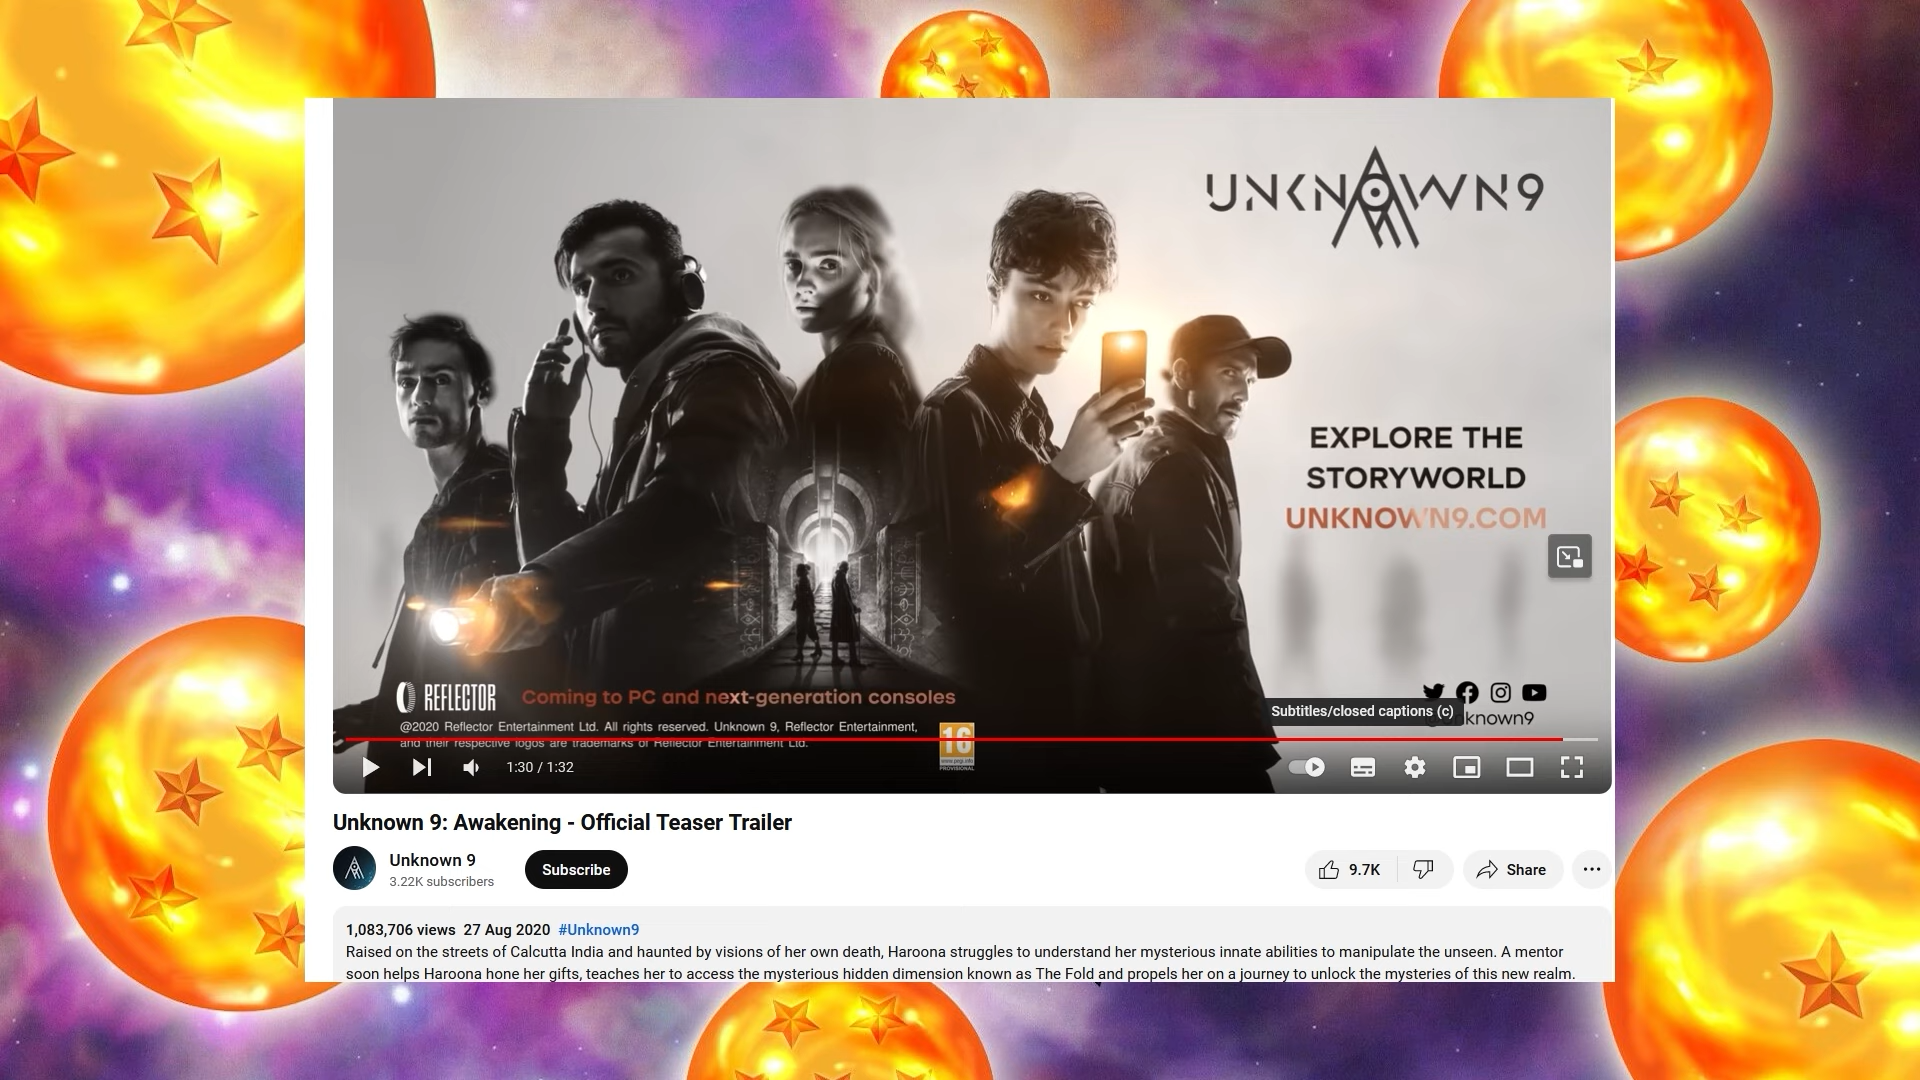 UNKNOWN9
EXPLORE THE
STORYWORLD
UNKNOWN9.COM
REFLECTOR
Coming to PC and next-generation consoles
@2020 Reflector Entertainment Ltd. All rights reserved. Unknown 9, Reflector Entertainment,
and their respective logos are trademarks of Reflector Entertainment Ltd.
16
www.pegi.info
PROVISIONAL
Subtitles/closed captions (c)
1:30 / 1:32
Unknown 9: Awakening - Official Teaser Trailer
Unknown 9
3.22K subscribers
Subscribe
9.7K
Share
1,083,706 views 27 Aug 2020 #Unknown9
Raised on the streets of Calcutta India and haunted by visions of her own death, Haroona struggles to understand her mysterious innate abilities to manipulate the unseen. A mentor
soon helps Haroona hone her gifts, teaches her to access the mysterious hidden dimension known as The Fold and propels her on a journey to unlock the mysteries of this new realm.